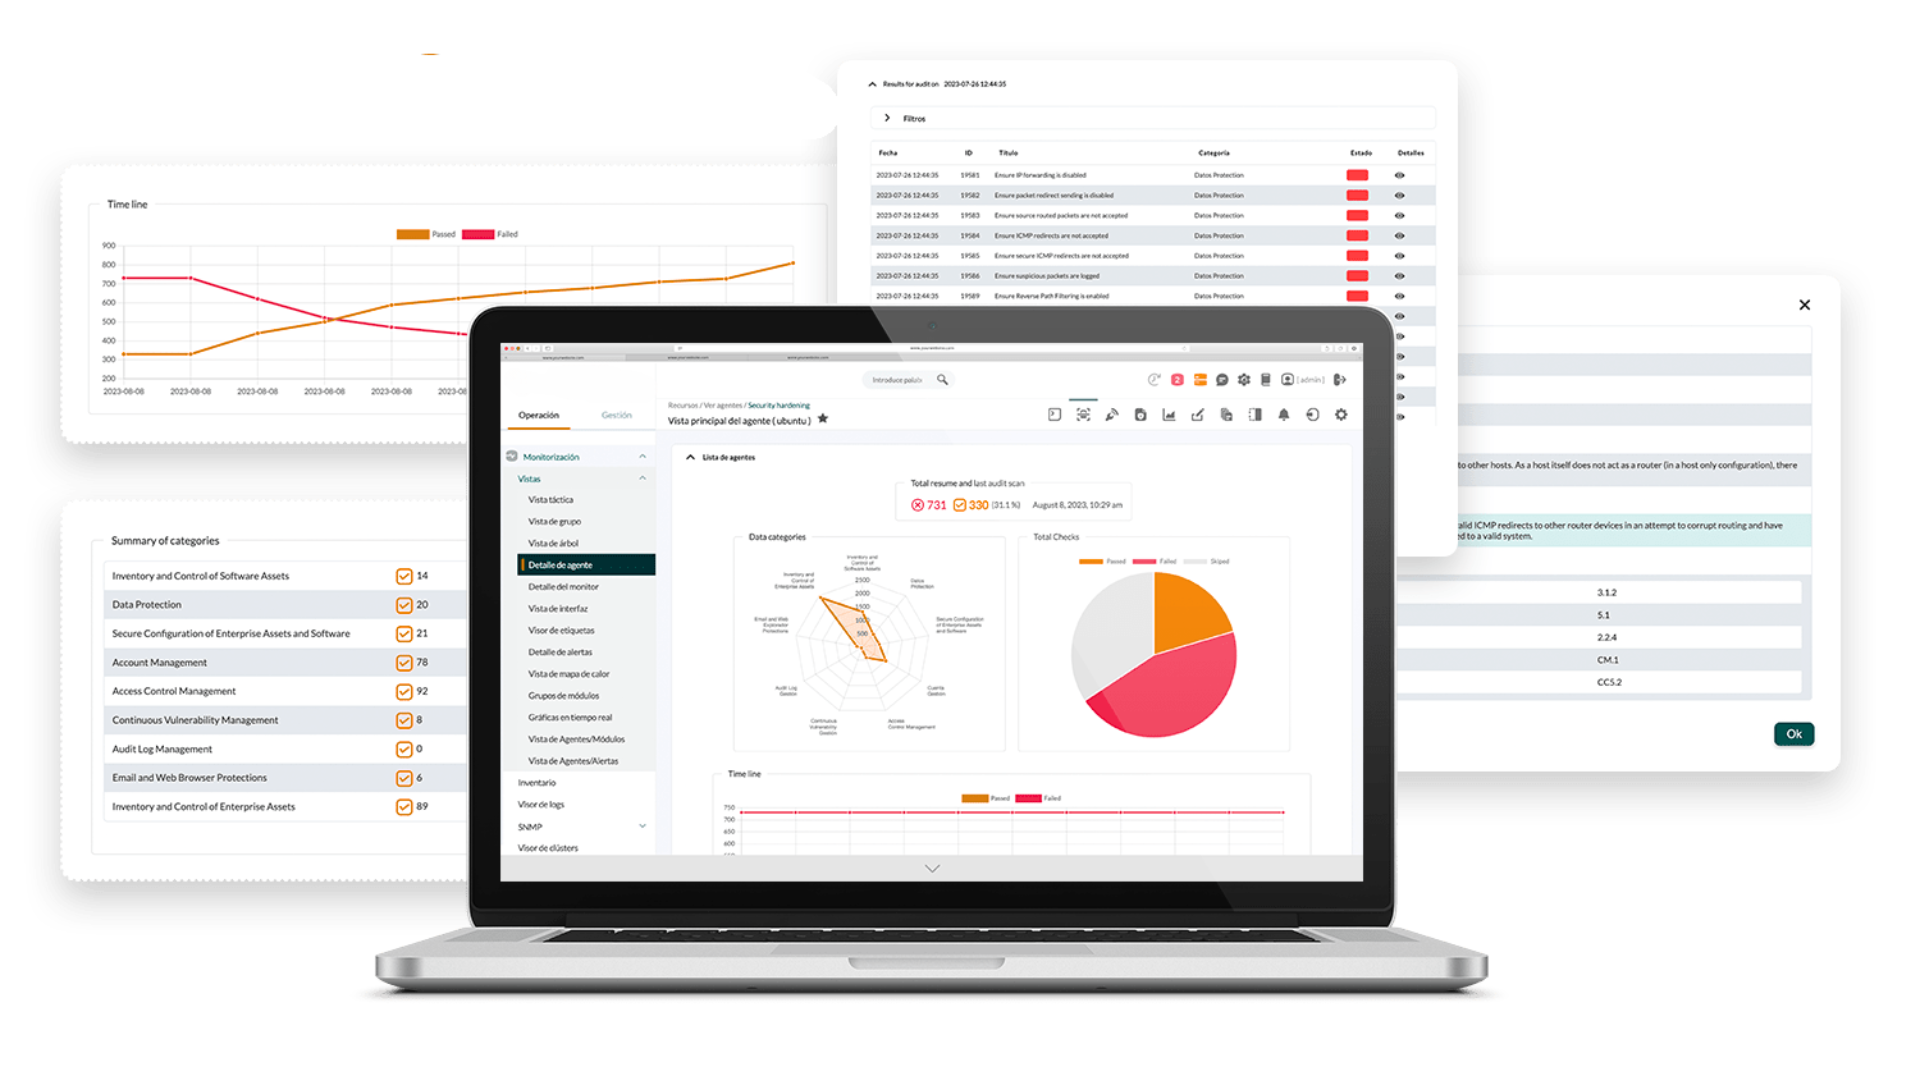 Time line
Passed Failed
900
800
700
600
500
400
300
200
2023-08-08 2023-08-08 2023-08-08 2023-08-08 2023-08-08 2023-0
Summary of categories
Inventory and Control of Software Assets 14
Data Protection 20
Secure Configuration of Enterprise Assets and Software 21
Account Management 78
Access Control Management 92
Continuous Vulnerability Management 8
Audit Log Management 0
Email and Web Browser Protections 6
Inventory and Control of Enterprise Assets 89
Results for audit on 2023-07-26 12:44:35
Filtros
Fecha ID Título Categoría Estado Detalles
2023-07-26 12:44:35 19581 Ensure IP forwarding is disabled Datos Protection
2023-07-26 12:44:35 19582 Ensure packet redirect sending is disabled Datos Protection
2023-07-26 12:44:35 19583 Ensure source routed packets are not accepted Datos Protection
2023-07-26 12:44:35 19584 Ensure ICMP redirects are not accepted Datos Protection
2023-07-26 12:44:35 19585 Ensure secure ICMP redirects are not accepted Datos Protection
2023-07-26 12:44:35 19586 Ensure suspicious packets are logged Datos Protection
2023-07-26 12:44:35 19589 Ensure Reverse Path Filtering is enabled Datos Protection
to other hosts. As a host itself does not act as a router (in a host only configuration), there
alid ICMP redirects to other router devices in an attempt to corrupt routing and have
ed to a valid system.
3.1.2
5.1
2.2.4
CM.1
CC5.2
Ok
2 [admin]
Operación Gestión
Recursos / Ver agentes / Security hardening
Vista principal del agente ( ubuntu )
Monitorización
Vistas
Vista táctica
Vista de grupo
Vista de árbol
Detalle de agente
Detalle del monitor
Vista de interfaz
Visor de etiquetas
Detalle de alertas
Vista de mapa de calor
Grupos de módulos
Gráficas en tiempo real
Vista de Agentes/Módulos
Vista de Agentes/Alertas
Inventario
Visor de logs
SNMP
Visor de clústers
Lista de agentes
Total resume and last audit scan
731 330 (31.1%) August 8, 2023, 10:29 am
Data categories
Inventory and
Control of
Software Assets
Datos
Protection
Secure Configuration
of Enterprise Assets
and Software
Cuenta
Gestión
Access
Control Management
Continuous
Vulnerability
Gestión
Audit Log
Gestión
Email and Web
Explorador
Protections
Inventory and
Control of
Enterprise Assets
2500
2000
1500
1000
500
Total Checks
Passed Failed Skiped
Time line
Passed Failed
750
700
650
600